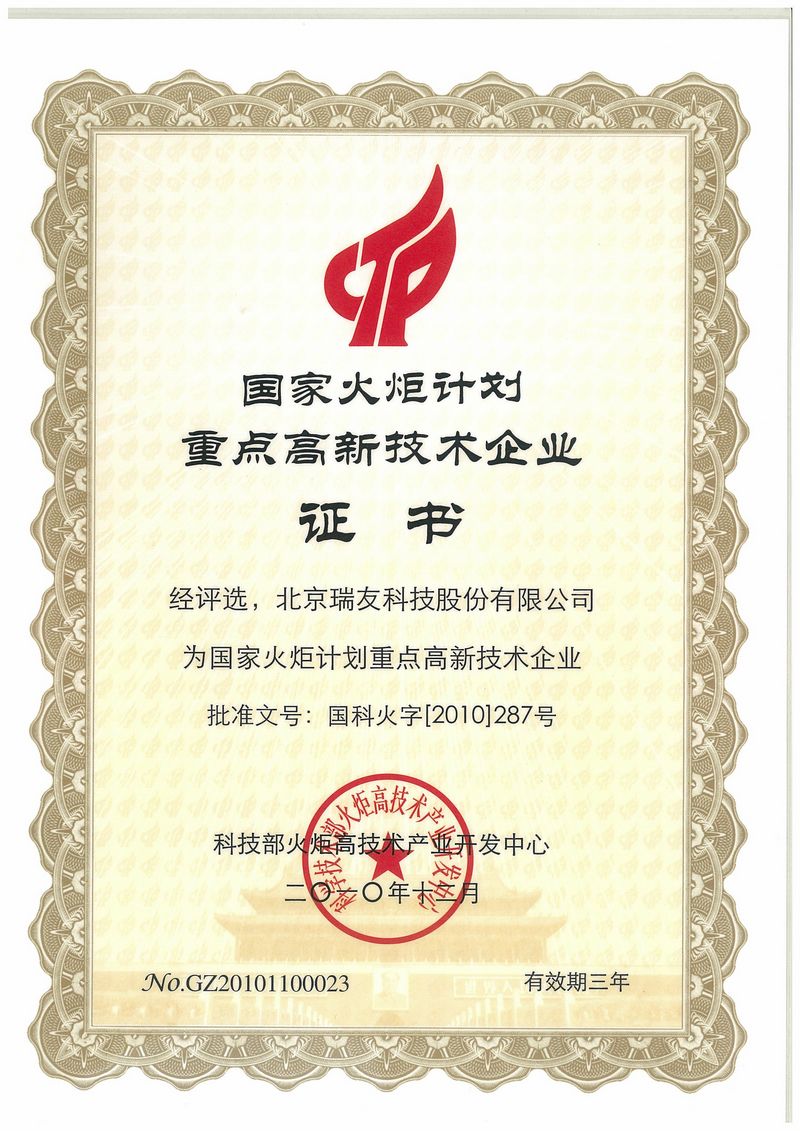 国家火炬计划
重点高新技术企业
证 书
经评选，北京瑞友科技股份有限公司
为国家火炬计划重点高新技术企业
批准文号：国科火字[2010]287号
科学技术部火炬高技术产业开发中心
科技部火炬高技术产业开发中心
二〇一〇年十二月
No.GZ20101100023
有效期三年